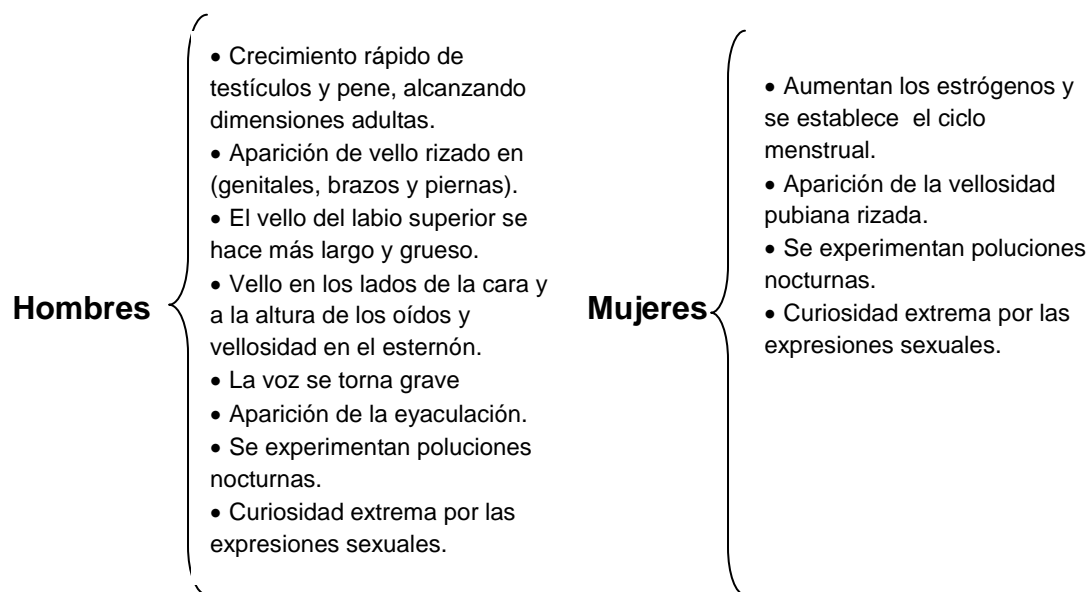 Hombres
• Crecimiento rápido de
testículos y pene, alcanzando
dimensiones adultas.
• Aparición de vello rizado en
(genitales, brazos y piernas).
• El vello del labio superior se
hace más largo y grueso.
• Vello en los lados de la cara y
a la altura de los oídos y
vellosidad en el esternón.
• La voz se torna grave
• Aparición de la eyaculación.
• Se experimentan poluciones
nocturnas.
• Curiosidad extrema por las
expresiones sexuales.
Mujeres
• Aumentan los estrógenos y
se establece el ciclo
menstrual.
• Aparición de la vellosidad
pubiana rizada.
• Se experimentan poluciones
nocturnas.
• Curiosidad extrema por las
expresiones sexuales.